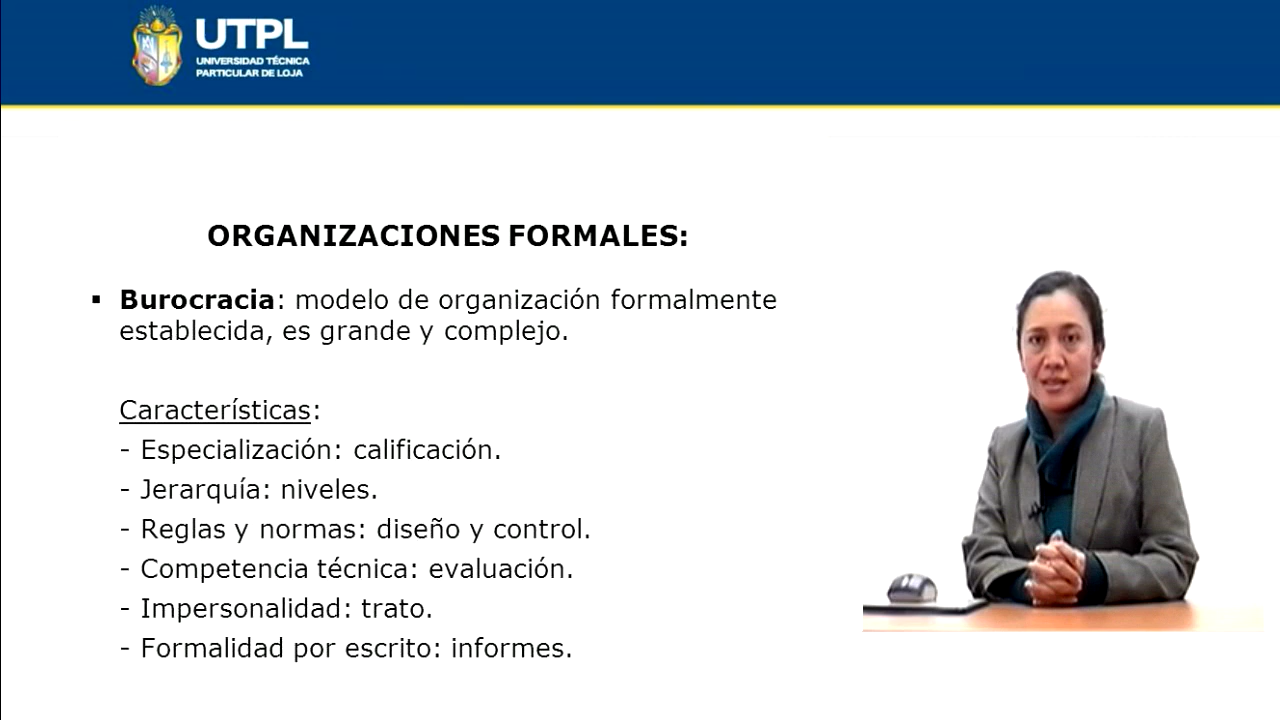 UTPL
UNIVERSIDAD TÉCNICA
PARTICULAR DE LOJA
ORGANIZACIONES FORMALES:
▪ Burocracia: modelo de organización formalmente
establecida, es grande y complejo.
Características:
- Especialización: calificación.
- Jerarquía: niveles.
- Reglas y normas: diseño y control.
- Competencia técnica: evaluación.
- Impersonalidad: trato.
- Formalidad por escrito: informes.